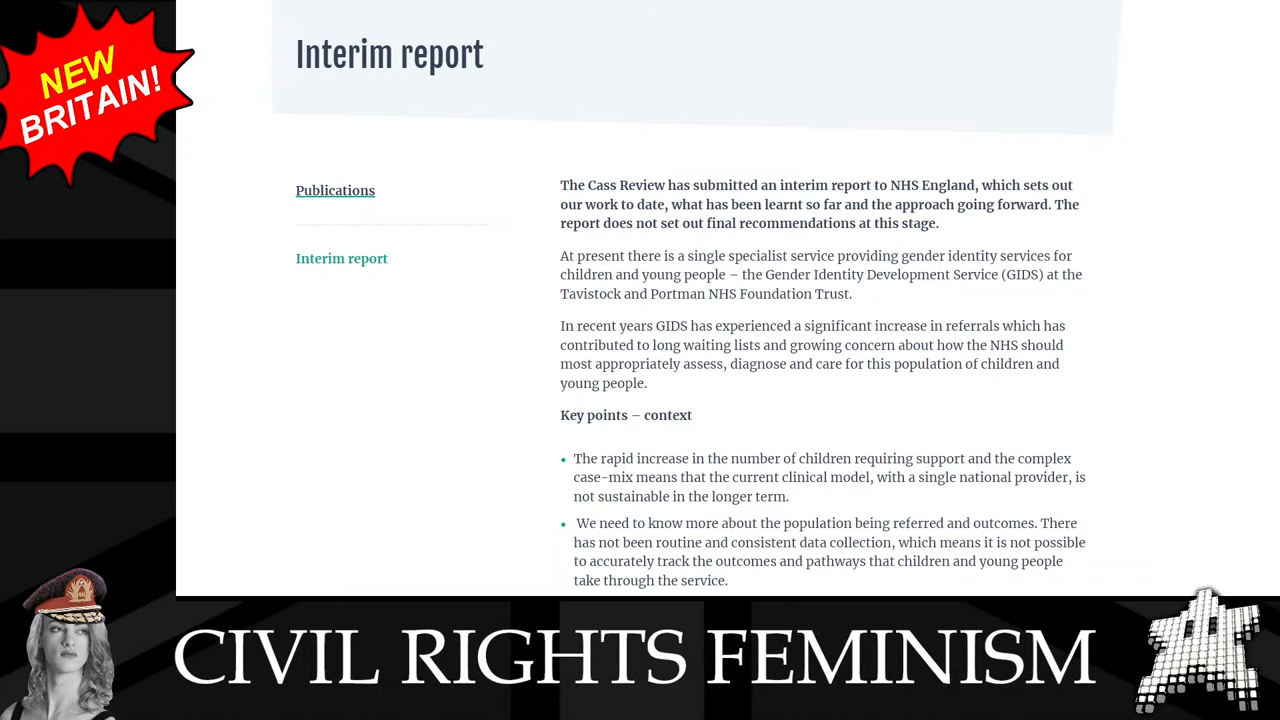 NEW
BRITAIN!
Interim report
Publications
Interim report
The Cass Review has submitted an interim report to NHS England, which sets out
our work to date, what has been learnt so far and the approach going forward. The
report does not set out final recommendations at this stage.
At present there is a single specialist service providing gender identity services for
children and young people – the Gender Identity Development Service (GIDS) at the
Tavistock and Portman NHS Foundation Trust.
In recent years GIDS has experienced a significant increase in referrals which has
contributed to long waiting lists and growing concern about how the NHS should
most appropriately assess, diagnose and care for this population of children and
young people.
Key points – context
• The rapid increase in the number of children requiring support and the complex
case-mix means that the current clinical model, with a single national provider, is
not sustainable in the longer term.
• We need to know more about the population being referred and outcomes. There
has not been routine and consistent data collection, which means it is not possible
to accurately track the outcomes and pathways that children and young people
take through the service.
CIVIL RIGHTS FEMINISM